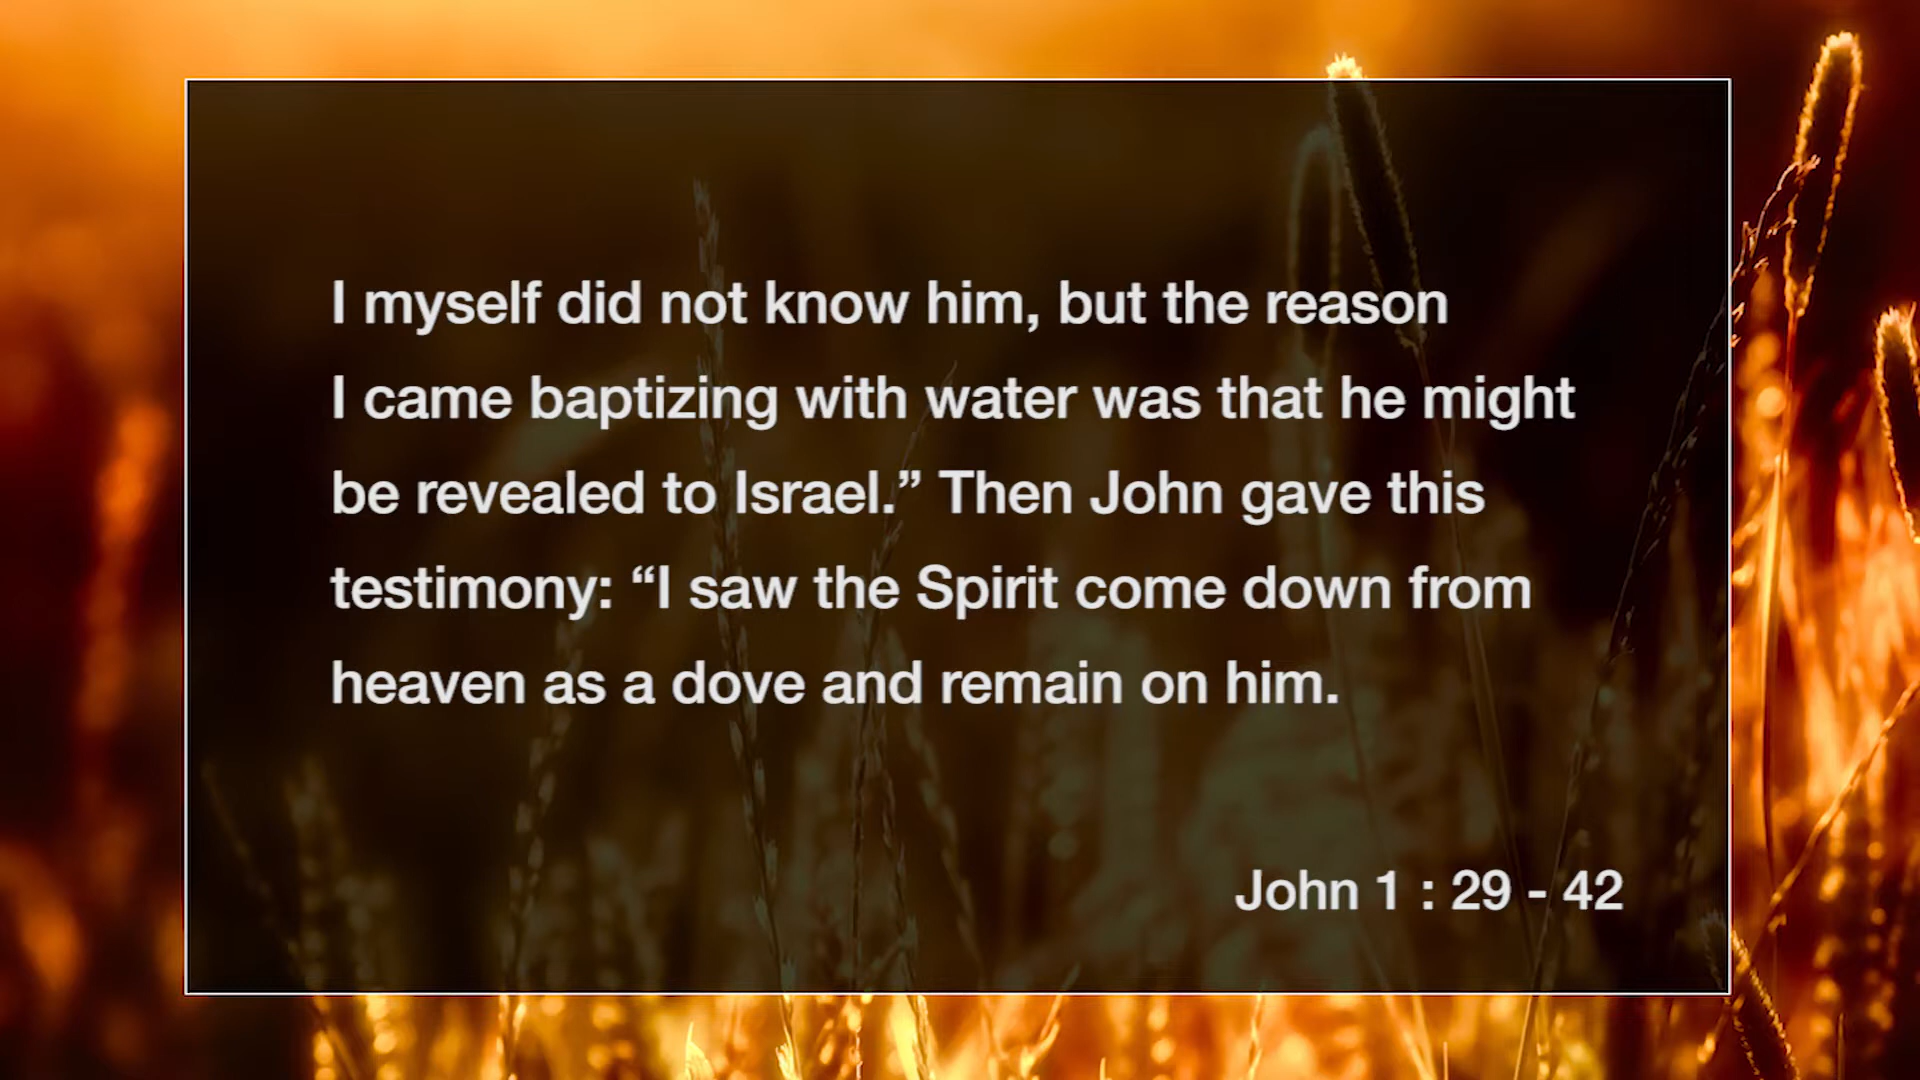 I myself did not know him, but the reason
I came baptizing with water was that he might
be revealed to Israel.” Then John gave this
testimony: “I saw the Spirit come down from
heaven as a dove and remain on him.
John 1 : 29 - 42